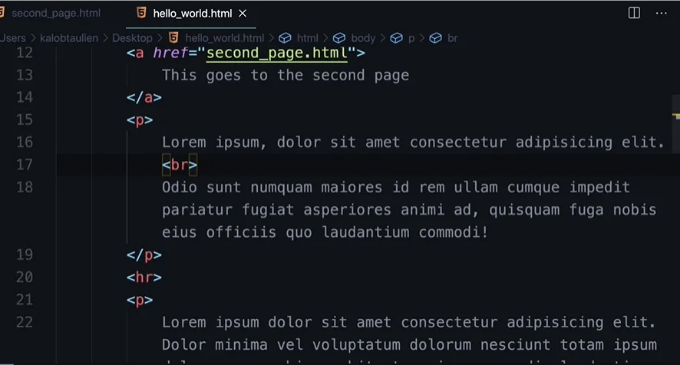 second_page.html hello_world.html
Users > kalobtaulien > Desktop > hello_world.html > html > body > p > br
12 <a href="second_page.html">
13 This goes to the second page
14 </a>
15 <p>
16 Lorem ipsum, dolor sit amet consectetur adipisicing elit.
17 <br>
18 Odio sunt numquam maiores id rem ullam cumque impedit
pariatur fugiat asperiores animi ad, quisquam fuga nobis
eius officiis quo laudantium commodi!
19 </p>
20 <hr>
21 <p>
22 Lorem ipsum dolor sit amet consectetur adipisicing elit.
Dolor minima vel voluptatum dolorum nesciunt totam ipsum